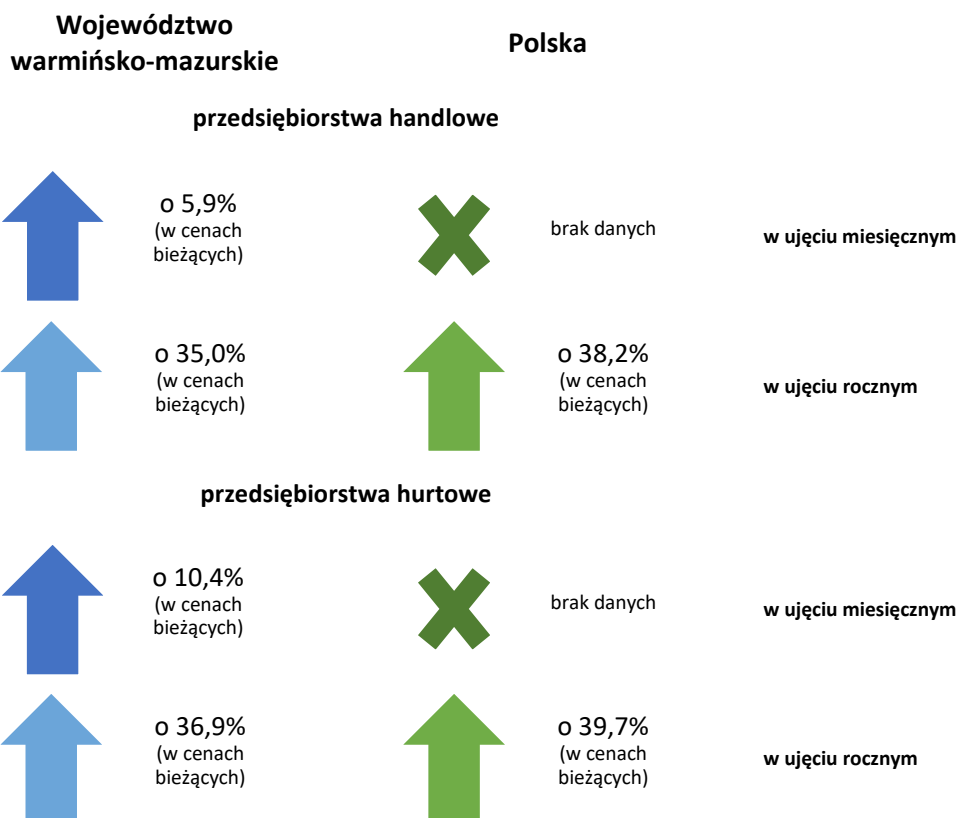 Województwo
warmińsko-mazurskie
Polska
przedsiębiorstwa handlowe
o 5,9%
(w cenach
bieżących)
brak danych
w ujęciu miesięcznym
o 35,0%
(w cenach
bieżących)
o 38,2%
(w cenach
bieżących)
w ujęciu rocznym
przedsiębiorstwa hurtowe
o 10,4%
(w cenach
bieżących)
brak danych
w ujęciu miesięcznym
o 36,9%
(w cenach
bieżących)
o 39,7%
(w cenach
bieżących)
w ujęciu rocznym